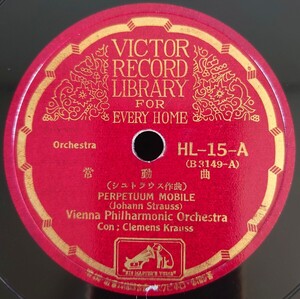 VICTOR
RECORD
LIBRARY
FOR
EVERY HOME
Orchestra
HL-15-A
(B3149-A)
常動曲
(シュトラウス作曲)
PERPETUUM MOBILE
(Johann Strauss)
Vienna Philharmonic Orchestra
Con ; Clemens Krauss
"HIS MASTER'S VOICE"